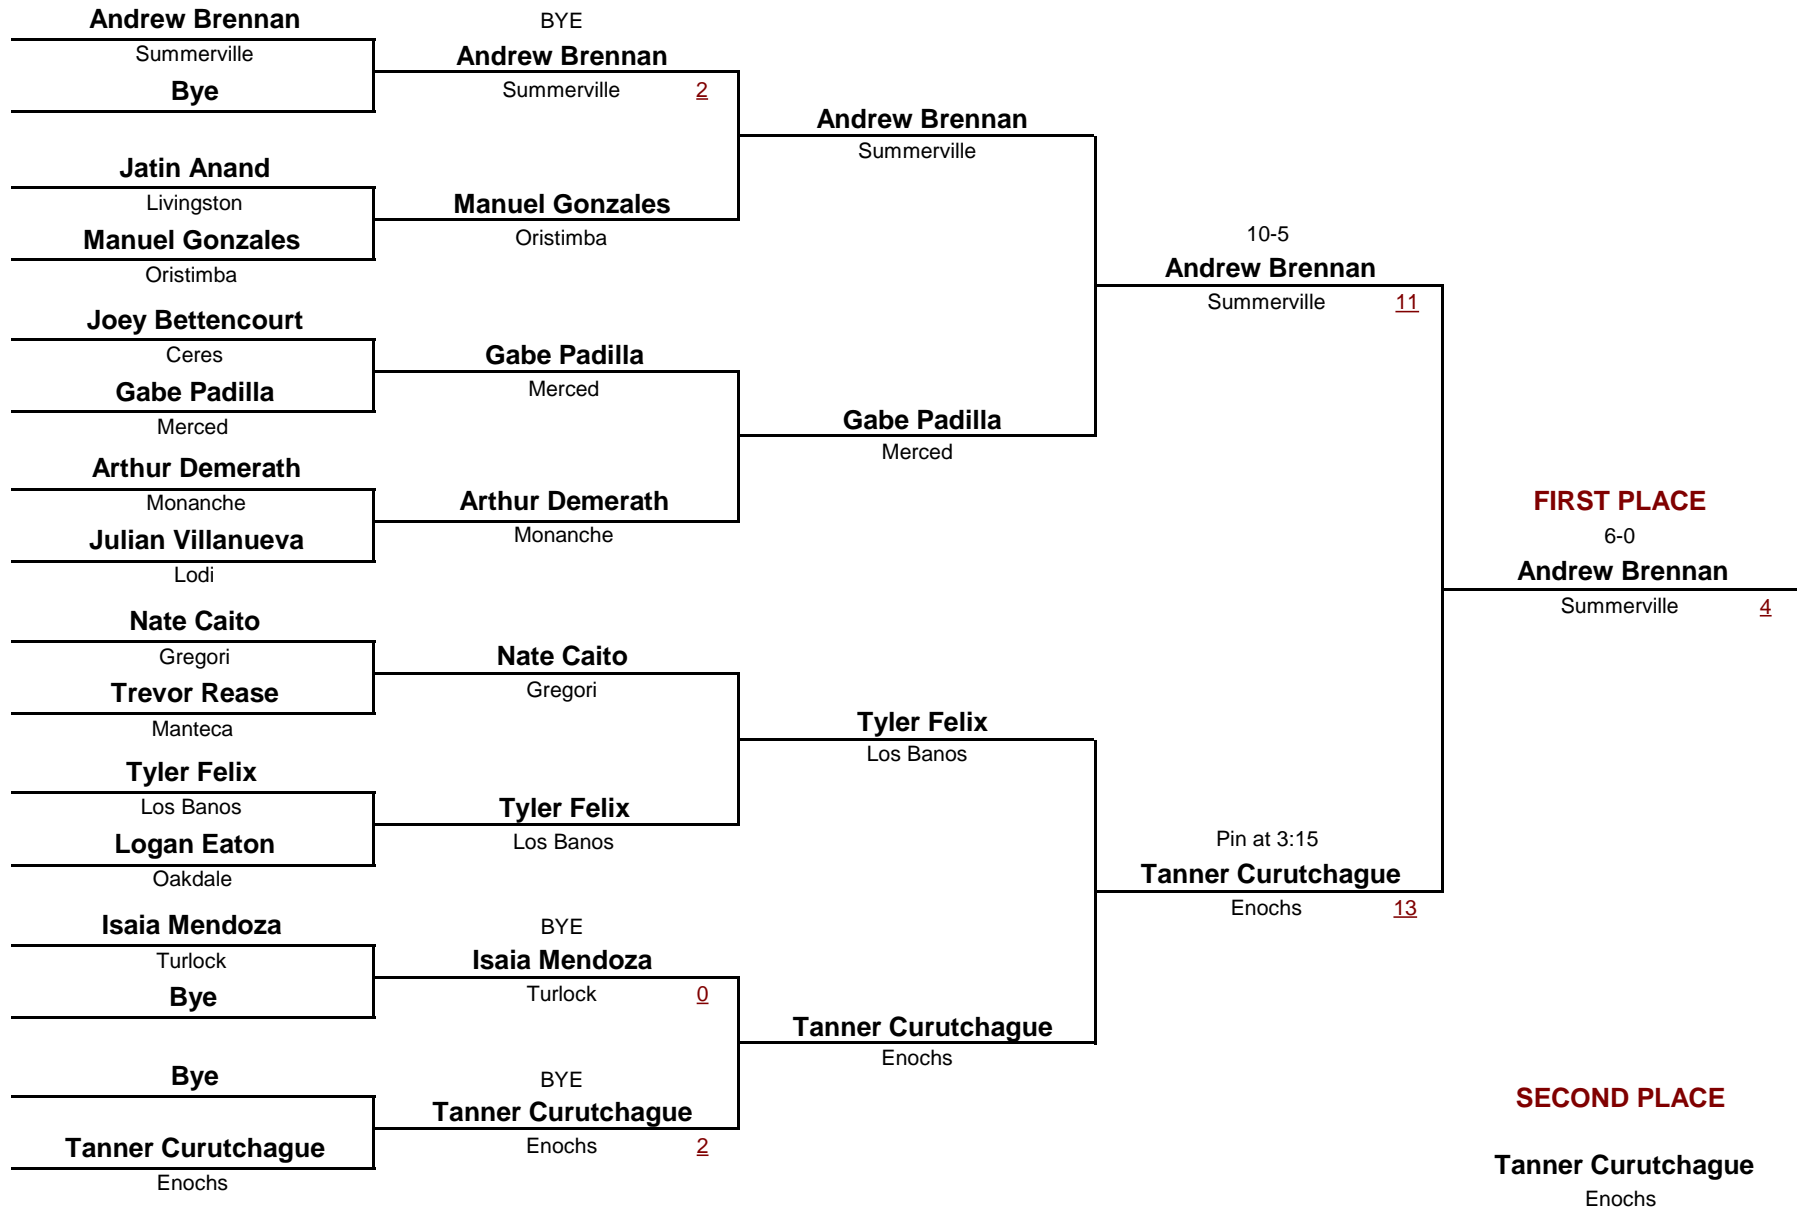 Andrew Brennan
Summerville
Bye
Jatin Anand
Livingston
Manuel Gonzales
Oristimba
Joey Bettencourt
Ceres
Gabe Padilla
Merced
Arthur Demerath
Monanche
Julian Villanueva
Lodi
Nate Caito
Gregori
Trevor Rease
Manteca
Tyler Felix
Los Banos
Logan Eaton
Oakdale
Isaia Mendoza
Turlock
Bye
Bye
Tanner Curutchague
Enochs
BYE
Andrew Brennan
Summerville 2
Manuel Gonzales
Oristimba
Gabe Padilla
Merced
Arthur Demerath
Monanche
Nate Caito
Gregori
Tyler Felix
Los Banos
BYE
Isaia Mendoza
Turlock 0
BYE
Tanner Curutchague
Enochs 2
Andrew Brennan
Summerville
Gabe Padilla
Merced
Tyler Felix
Los Banos
Tanner Curutchague
Enochs
10-5
Andrew Brennan
Summerville 11
Pin at 3:15
Tanner Curutchague
Enochs 13
FIRST PLACE
6-0
Andrew Brennan
Summerville 4
SECOND PLACE
Tanner Curutchague
Enochs